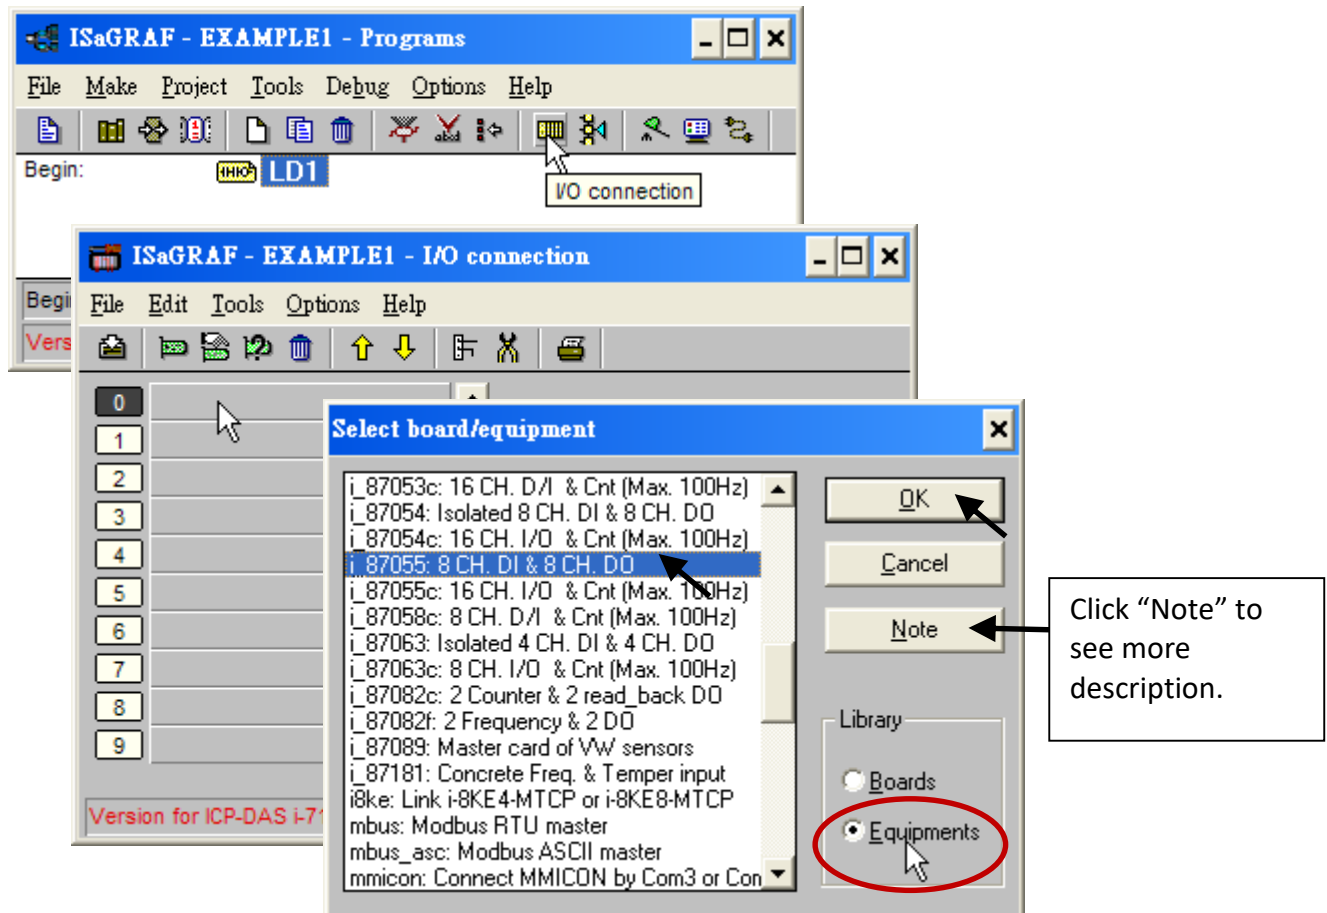 ISaGRAF - EXAMPLE1 - Programs
File Make Project Tools Debug Options Help
Begin:
LD1
I/O connection
ISaGRAF - EXAMPLE1 - I/O connection
Begi
File Edit Tools Options Help
Vers
0
1
2
3
4
5
6
7
8
9
Version for ICP-DAS i-71
Select board/equipment
i_87053c: 16 CH. D/I & Cnt (Max. 100Hz)
i_87054: Isolated 8 CH. DI & 8 CH. DO
i_87054c: 16 CH. I/O & Cnt (Max. 100Hz)
i_87055: 8 CH. DI & 8 CH. DO
i_87055c: 16 CH. I/O & Cnt (Max. 100Hz)
i_87058c: 8 CH. D/I & Cnt (Max. 100Hz)
i_87063: Isolated 4 CH. DI & 4 CH. DO
i_87063c: 8 CH. I/O & Cnt (Max. 100Hz)
i_87082c: 2 Counter & 2 read_back DO
i_87082f: 2 Frequency & 2 DO
i_87089: Master card of VW sensors
i_87181: Concrete Freq. & Temper input
i8ke: Link i-8KE4-MTCP or i-8KE8-MTCP
mbus: Modbus RTU master
mbus_asc: Modbus ASCII master
mmicon: Connect MMICON by Com3 or Con
OK
Cancel
Note
Library
Boards
Equipments
Click “Note” to
see more
description.